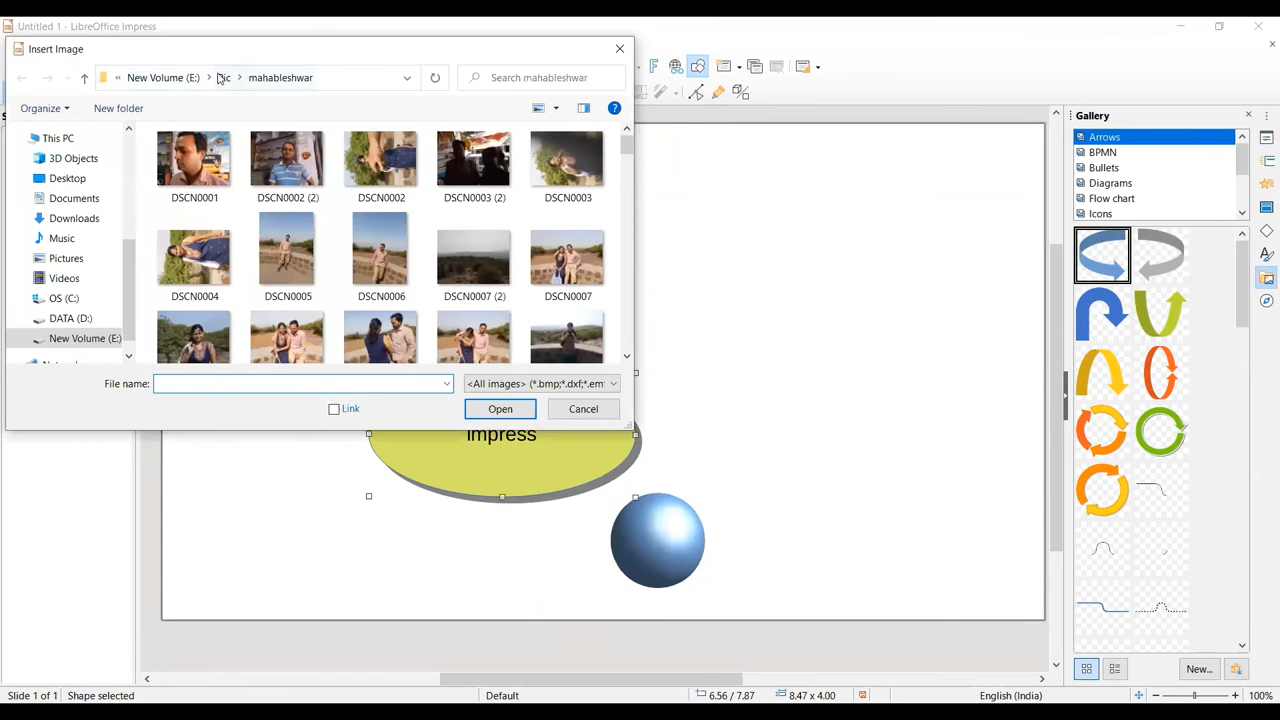 Untitled 1 - LibreOffice Impress
Insert Image
« New Volume (E:) > > mahableshwar
Search mahableshwar
Organize
New folder
Gallery
This PC
3D Objects
Desktop
Documents
Downloads
Music
Pictures
Videos
OS (C:)
DATA (D:)
New Volume (E:)
DSCN0001
DSCN0002 (2)
DSCN0002
DSCN0003 (2)
DSCN0003
DSCN0004
DSCN0005
DSCN0006
DSCN0007 (2)
DSCN0007
Arrows
BPMN
Bullets
Diagrams
Flow chart
Icons
File name:
<All images> (*.bmp;*.dxf;*.em
Link
Open
Cancel
Impress
New...
Slide 1 of 1
Shape selected
Default
6.56 / 7.87
8.47 x 4.00
English (India)
100%